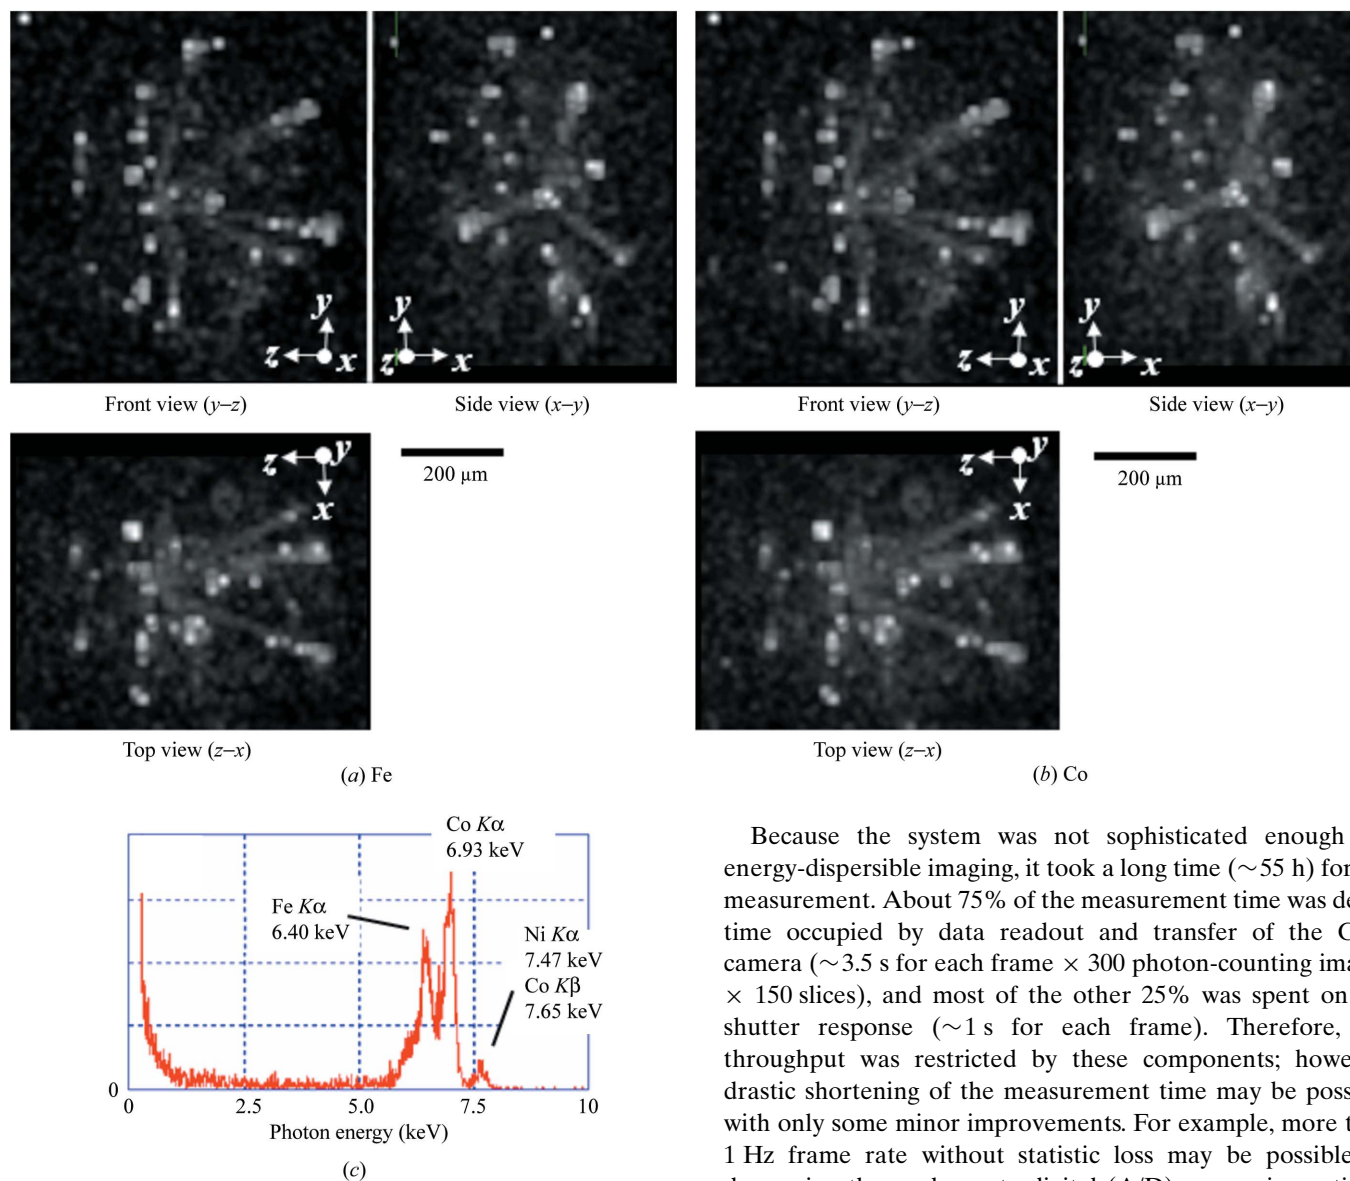 y
z x
y
z x
Front view (y–z)
Side view (x–y)
z y
x
200 µm
Top view (z–x)
(a) Fe
y
z x
y
z x
Front view (y–z)
Side view (x–y)
z y
x
200 µm
Top view (z–x)
(b) Co
Co Kα
6.93 keV
Fe Kα
6.40 keV
Ni Kα
7.47 keV
Co Kβ
7.65 keV
0
0 2.5 5.0 7.5 10
Photon energy (keV)
(c)
Because the system was not sophisticated enough
energy-dispersible imaging, it took a long time (∼55 h) for
measurement. About 75% of the measurement time was de
time occupied by data readout and transfer of the C
camera (∼3.5 s for each frame × 300 photon-counting ima
× 150 slices), and most of the other 25% was spent on
shutter response (∼1 s for each frame). Therefore,
throughput was restricted by these components; howe
drastic shortening of the measurement time may be poss
with only some minor improvements. For example, more t
1 Hz frame rate without statistic loss may be possible